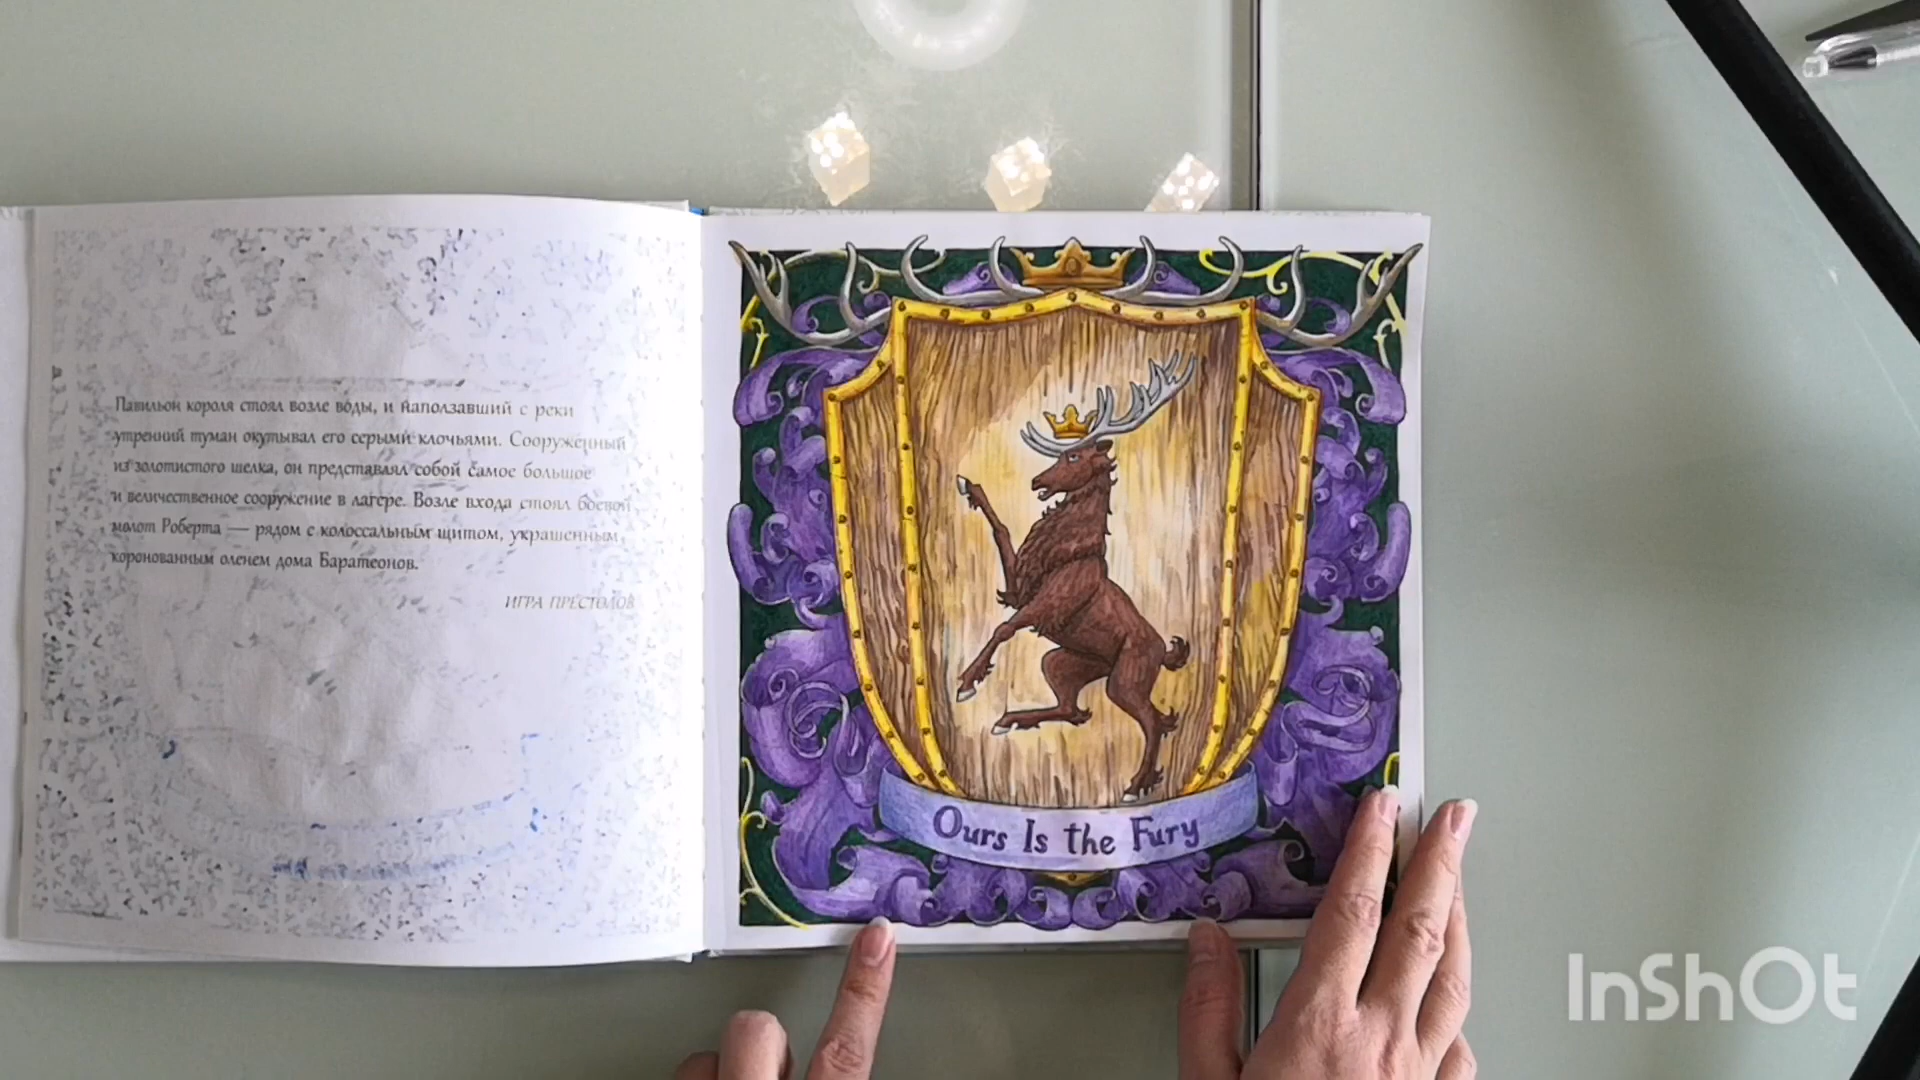 Павильон короля стоял возле воды, и наползавший с реки
утренний туман окутывал его серыми клочьями. Сооруженный
из золотистого шелка, он представлял собой самое большое
и величественное сооружение в лагере. Возле входа стоял боевой
молот Роберта — рядом с колоссальным щитом, украшенным
коронованным оленем дома Баратеонов.
ИГРА ПРЕСТОЛОВ
Ours Is the Fury
InShOt